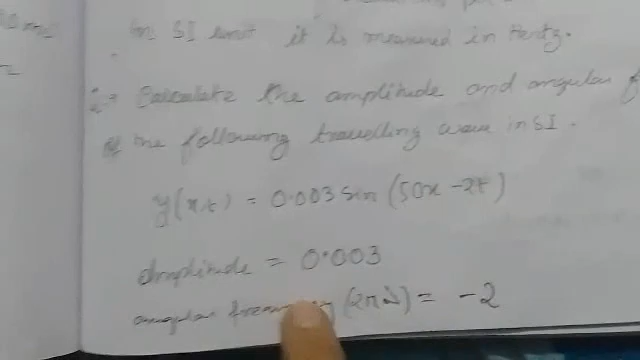 in SI unit it is measured in Hertz.
Calculate the amplitude and angular f
of the following travelling wave in SI.
y(x,t) = 0.003 sin (50x - 2t)
Amplitude = 0.003
angular (2πν) = -2